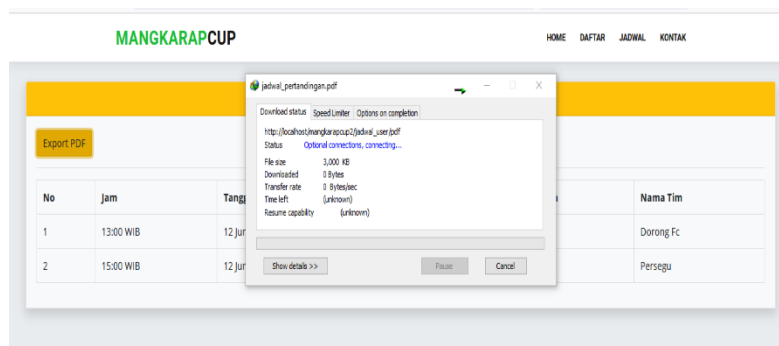 MANGKARAPCUP
HOME DAFTAR JADWAL KONTAK
jadwal_pertandingan.pdf
Download status Speed Limiter Options on completion
http://localhost/mangkarapcup2/jadwal_user/pdf
Status Optional connections, connecting...
File size 3,000 KB
Downloaded 0 Bytes
Transfer rate 0 Bytes/sec
Time left (unknown)
Resume capability (unknown)
Show details >> Pause Cancel
Export PDF
No Jam Nama Tim
1 13:00 WIB 12 Dorong Fc
2 15:00 WIB 12 Persegu